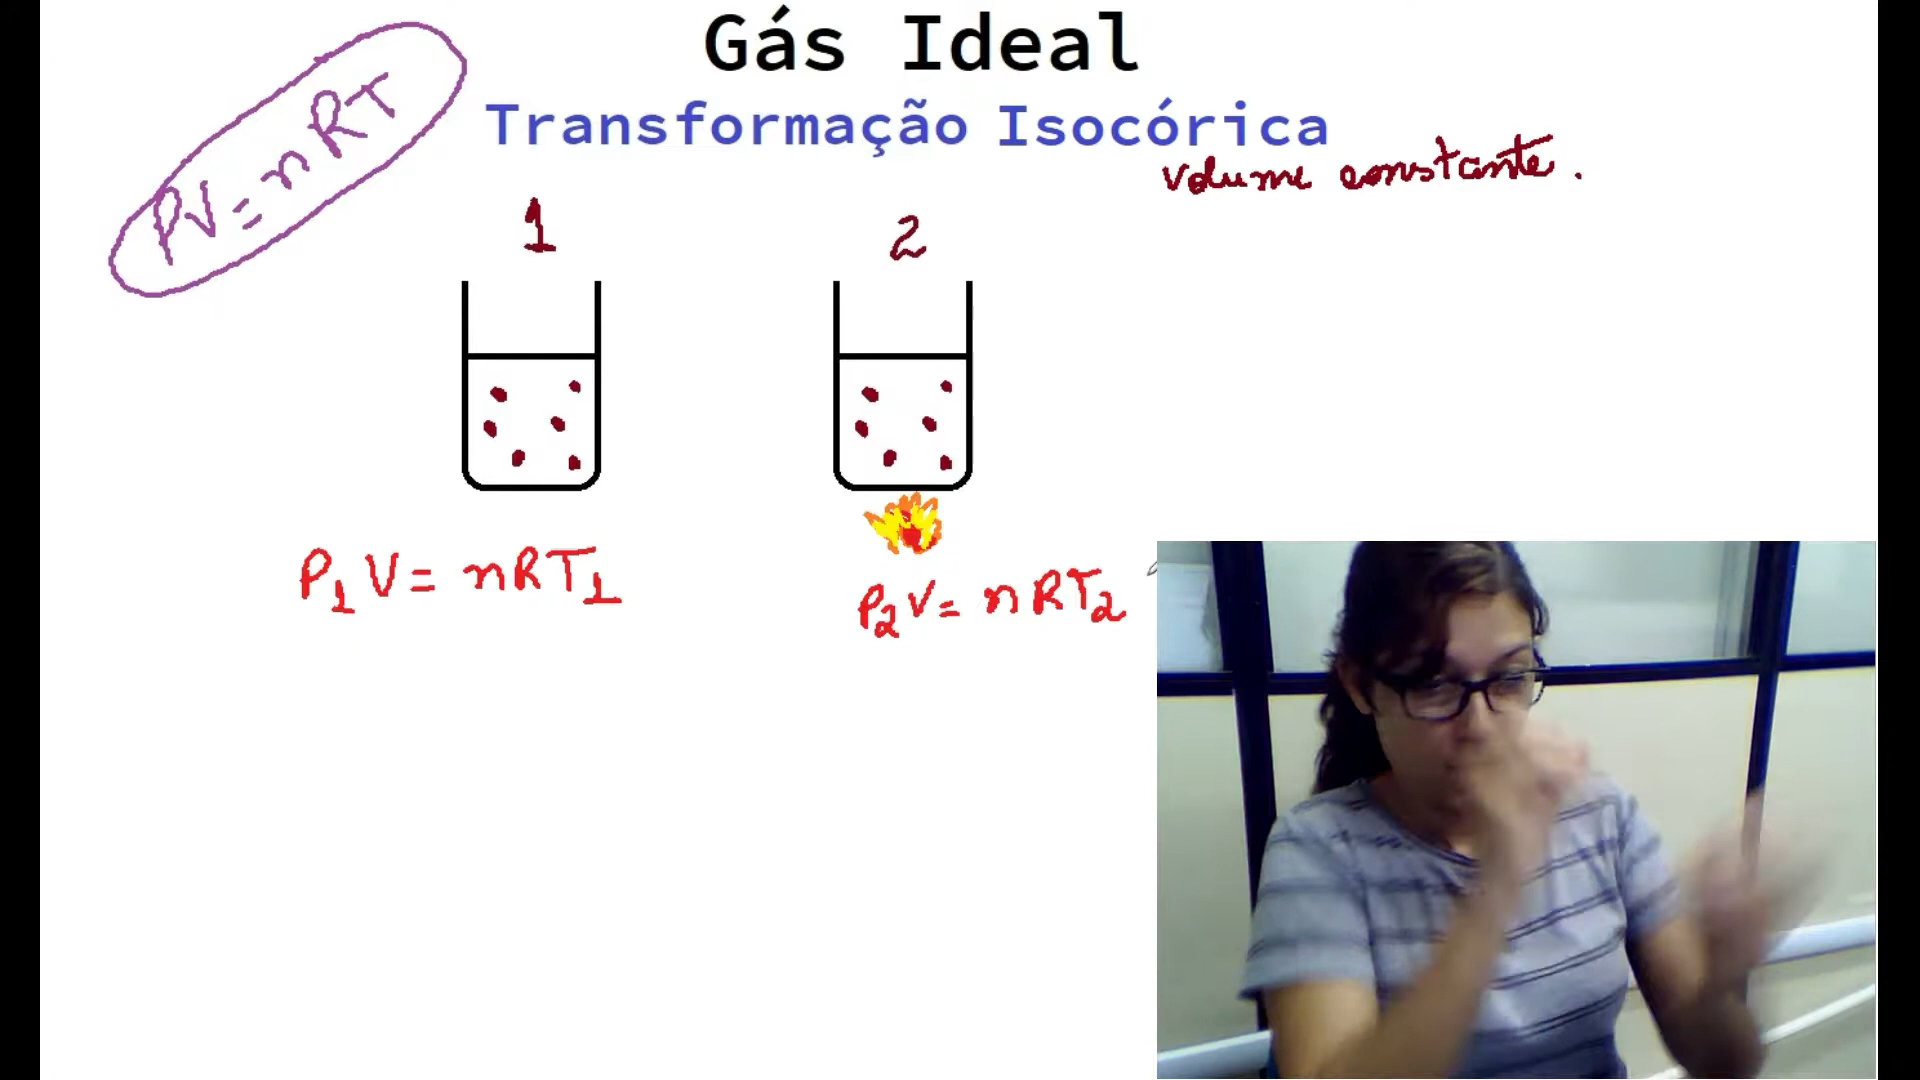 Gás Ideal
Transformação Isocórica
volume constante.
PV = nRT
1
2
P₁V = nRT₁
P₂V = nRT₂